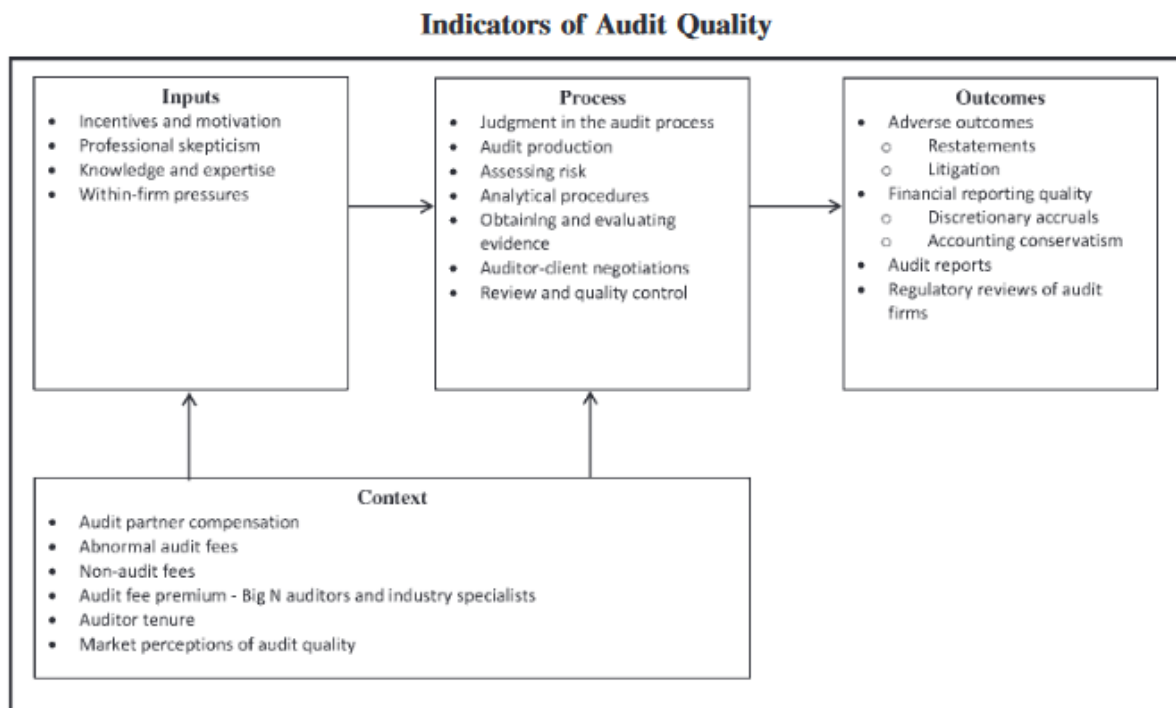 Indicators of Audit Quality
Inputs
• Incentives and motivation
• Professional skepticism
• Knowledge and expertise
• Within-firm pressures
Process
• Judgment in the audit process
• Audit production
• Assessing risk
• Analytical procedures
• Obtaining and evaluating
evidence
• Auditor-client negotiations
• Review and quality control
Outcomes
• Adverse outcomes
o Restatements
o Litigation
• Financial reporting quality
o Discretionary accruals
o Accounting conservatism
• Audit reports
• Regulatory reviews of audit
firms
Context
• Audit partner compensation
• Abnormal audit fees
• Non-audit fees
• Audit fee premium - Big N auditors and industry specialists
• Auditor tenure
• Market perceptions of audit quality